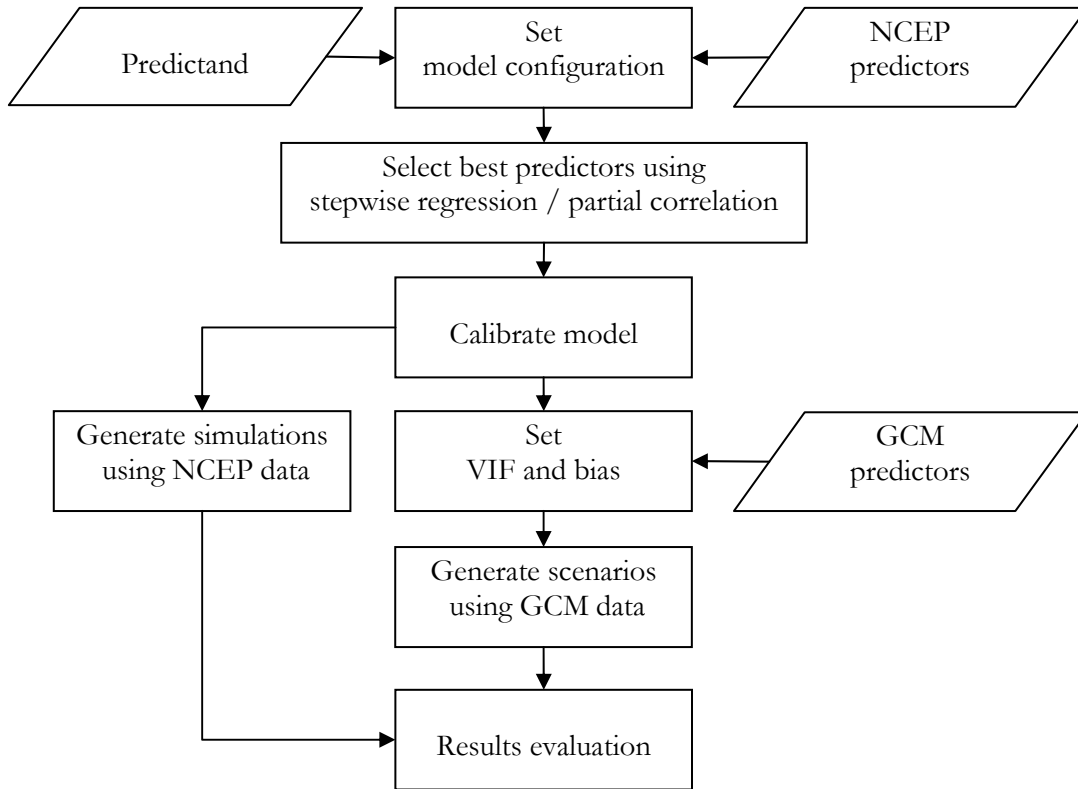 Predictand
Set
model configuration
NCEP
predictors
Select best predictors using
stepwise regression / partial correlation
Calibrate model
Generate simulations
using NCEP data
Set
VIF and bias
GCM
predictors
Generate scenarios
using GCM data
Results evaluation